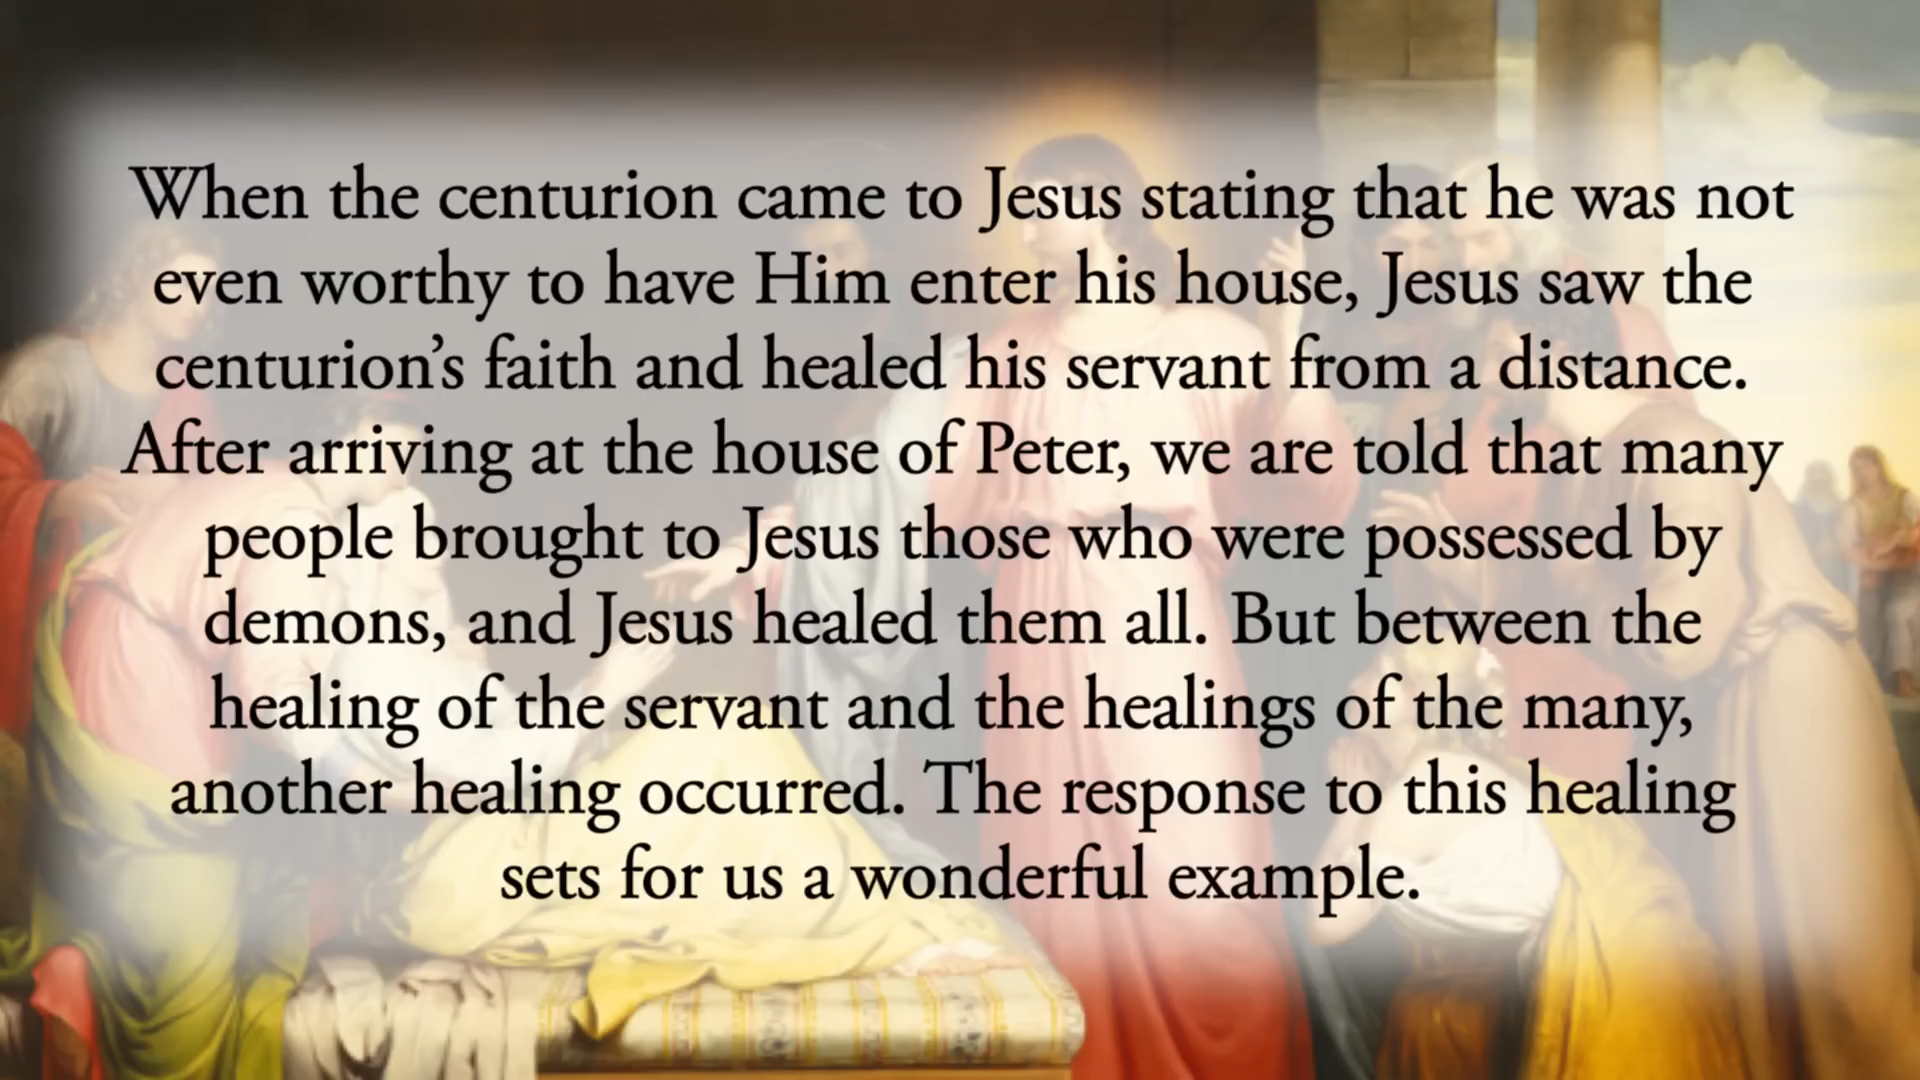 When the centurion came to Jesus stating that he was not
even worthy to have Him enter his house, Jesus saw the
centurion’s faith and healed his servant from a distance.
After arriving at the house of Peter, we are told that many
people brought to Jesus those who were possessed by
demons, and Jesus healed them all. But between the
healing of the servant and the healings of the many,
another healing occurred. The response to this healing
sets for us a wonderful example.